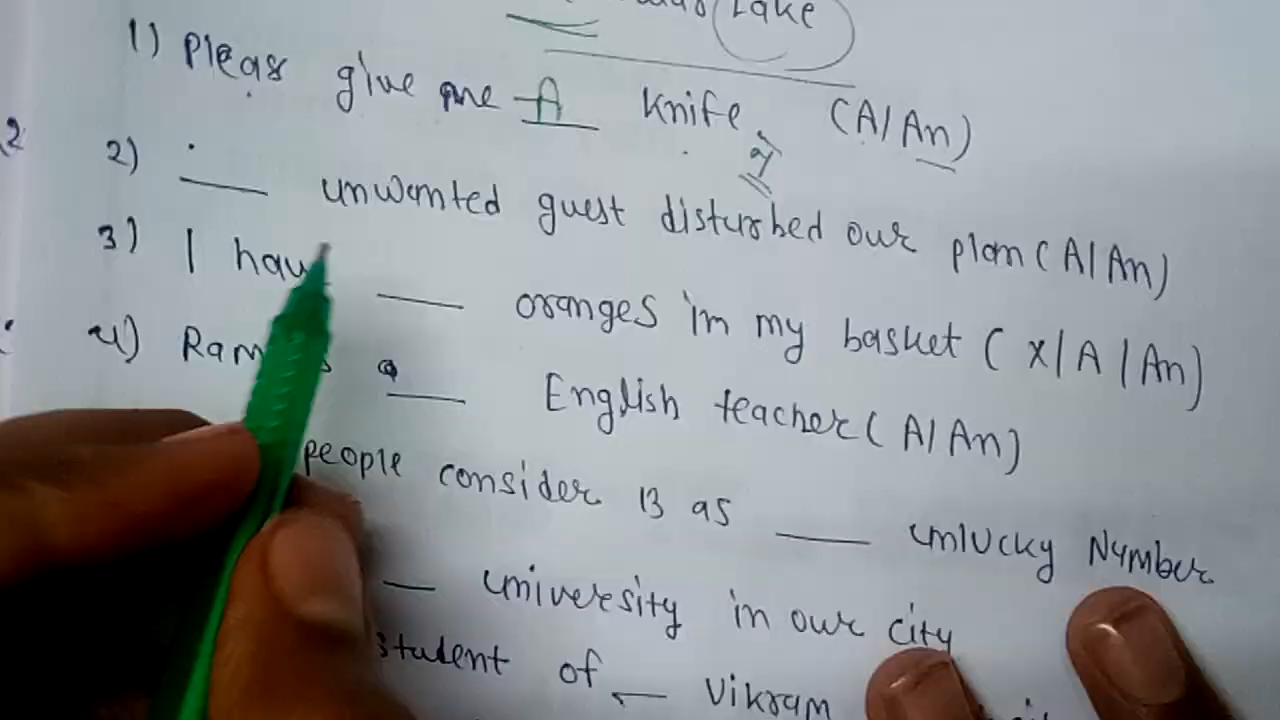 Lake
1) Pleas give me A Knife. (A/An)
2) ___ unwanted guest disturbed our plan (A/An)
3) I have ___ oranges in my basket (X/A/An)
4) Ram ___ English teacher (A/An)
people consider 13 as ___ unlucky Number
___ university in our city
student of ___ Vikram